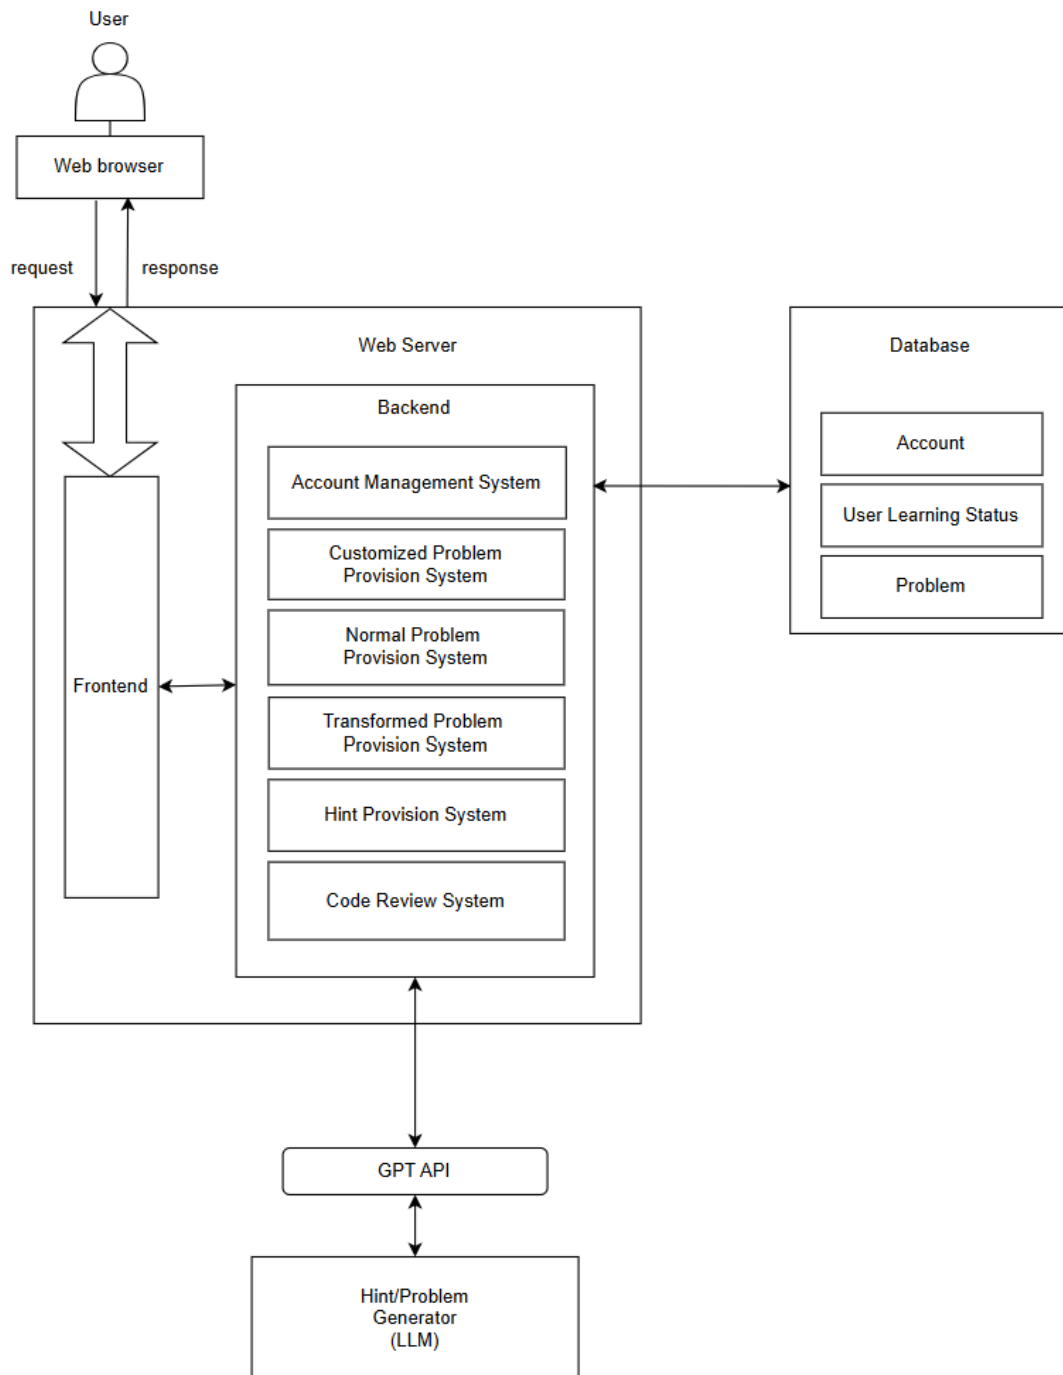 User
Web browser
request
response
Web Server
Database
Backend
Account Management System
Customized Problem
Provision System
Normal Problem
Provision System
Transformed Problem
Provision System
Hint Provision System
Code Review System
Frontend
Account
User Learning Status
Problem
GPT API
Hint/Problem
Generator
(LLM)